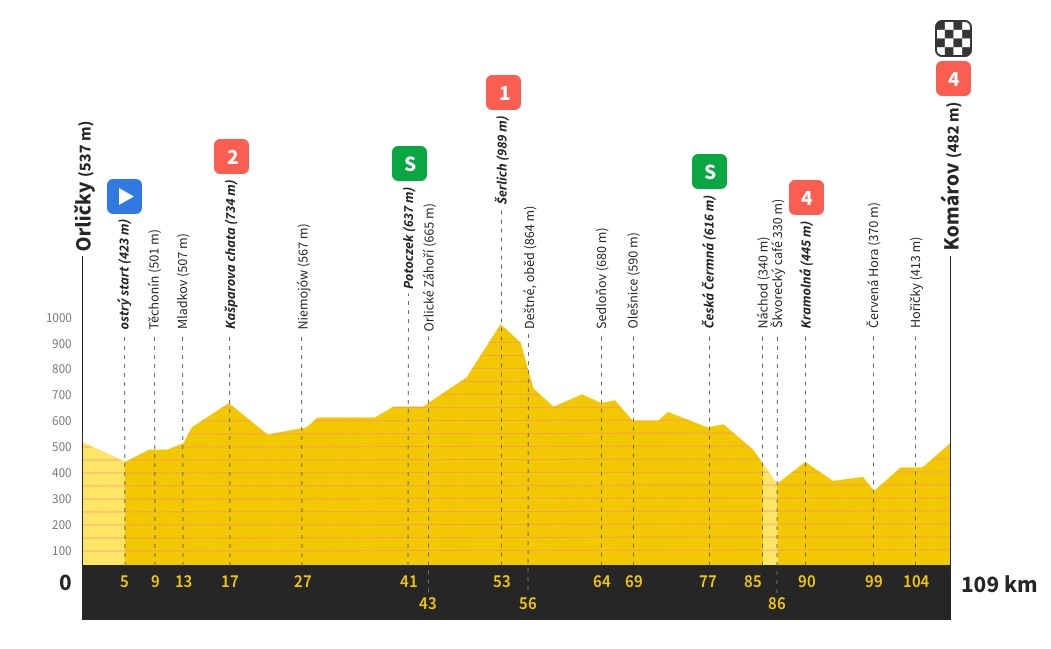 4
1
2
S
S
4
Orličky (537 m)
ostrý start (423 m)
Těchonín (501 m)
Mladkov (507 m)
Kašparova chata (734 m)
Niemojów (567 m)
Potoczek (637 m)
Orlické Záhoří (665 m)
Šerlich (989 m)
Deštné, oběd (864 m)
Sedloňov (680 m)
Olešnice (590 m)
Česká Čermná (616 m)
Náchod (340 m)
Škvorecký café 330 m)
Kramolná (445 m)
Červená Hora (370 m)
Hořičky (413 m)
Komárov (482 m)
1000
900
800
700
600
500
400
300
200
100
0 5 9 13 17 27 41 53 64 69 77 85 90 99 104 109 km
43 56 86